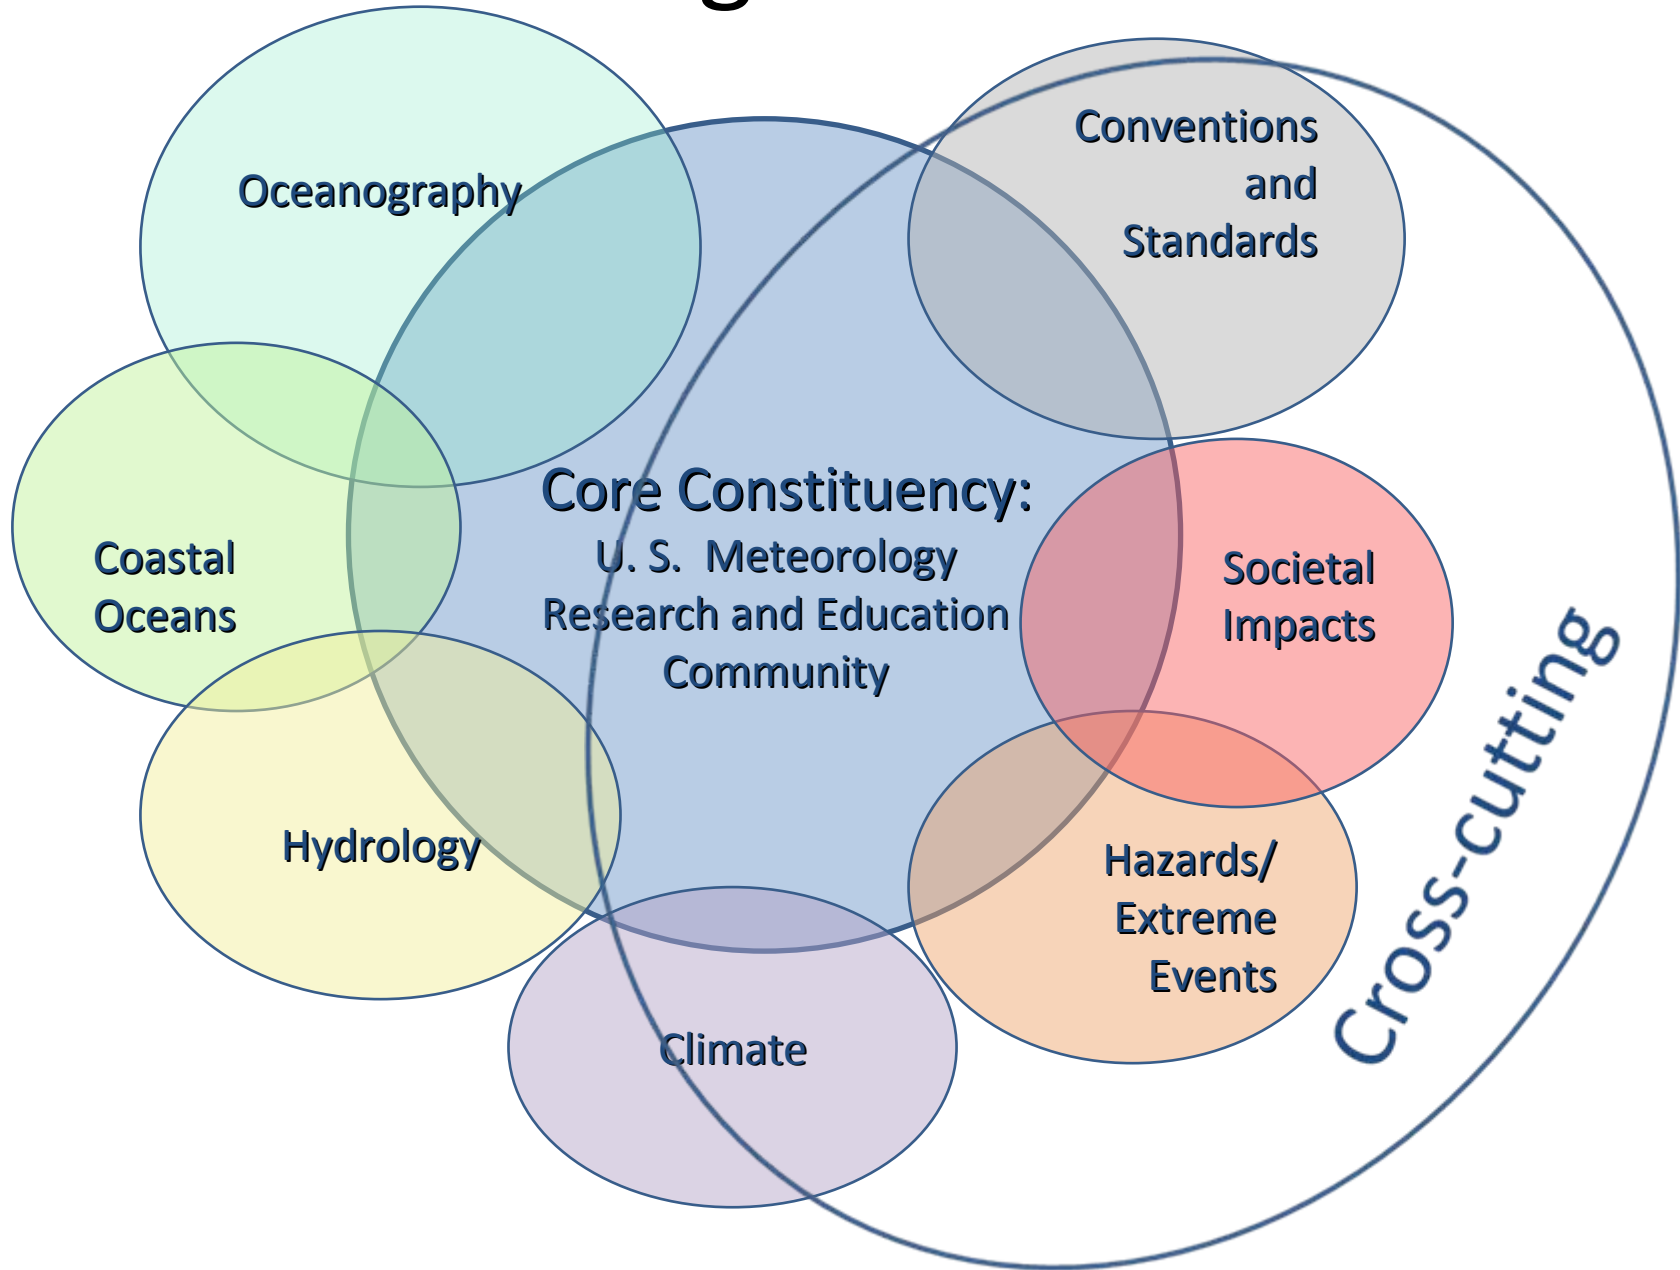 Oceanography
Conventions
and
Standards
Core Constituency:
U. S. Meteorology
Research and Education
Community
Coastal
Oceans
Societal
Impacts
Hydrology
Hazards/
Extreme
Events
Climate
Cross-cutting